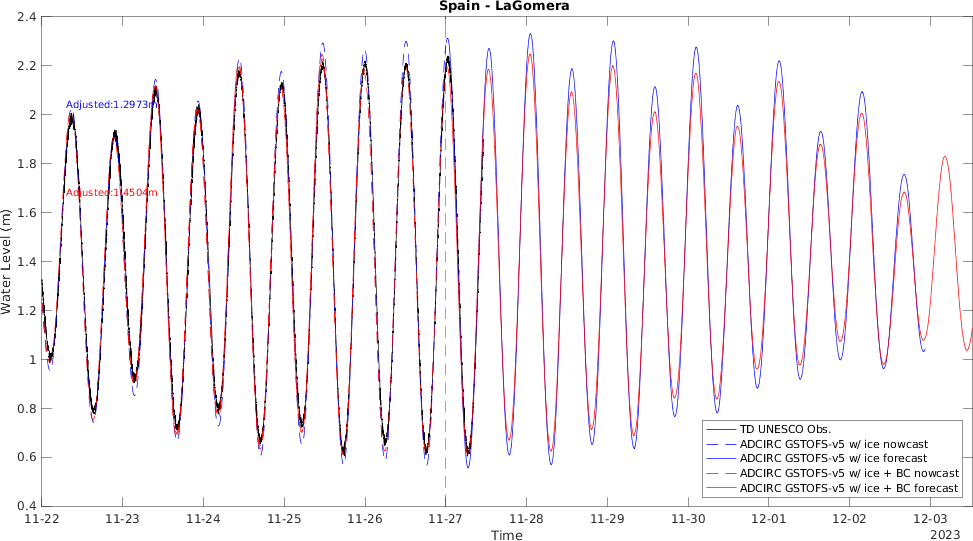 Spain - LaGomera
2.4
2.2
2
1.8
1.6
1.4
1.2
1
0.8
0.6
0.4
Water Level (m)
Adjusted:1.2973m
Adjusted:1.4504m
TD UNESCO Obs.
ADCIRC GSTOFS-v5 w/ ice nowcast
ADCIRC GSTOFS-v5 w/ ice forecast
ADCIRC GSTOFS-v5 w/ ice + BC nowcast
ADCIRC GSTOFS-v5 w/ ice + BC forecast
11-22 11-23 11-24 11-25 11-26 11-27 11-28 11-29 11-30 12-01 12-02 12-03
Time
2023